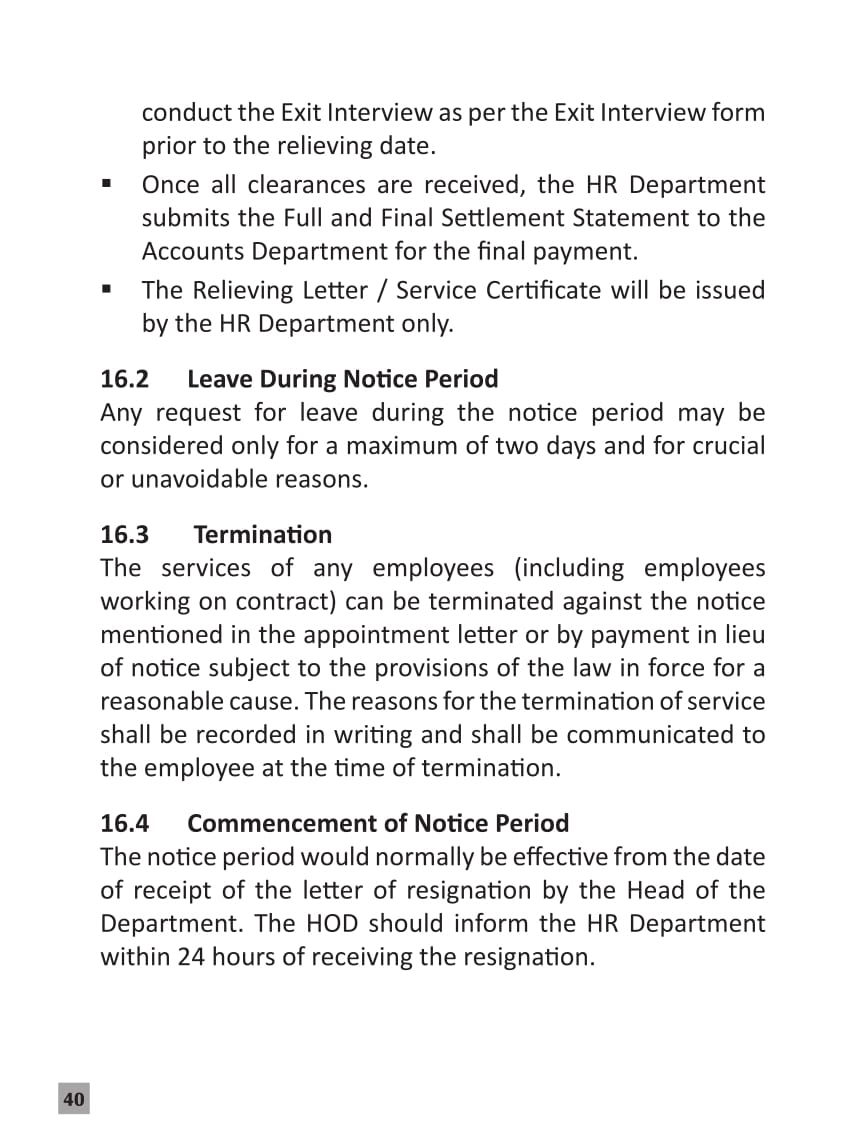 conduct the Exit Interview as per the Exit Interview form
prior to the relieving date.
▪ Once all clearances are received, the HR Department
submits the Full and Final Settlement Statement to the
Accounts Department for the final payment.
▪ The Relieving Letter / Service Certificate will be issued
by the HR Department only.
16.2 Leave During Notice Period
Any request for leave during the notice period may be
considered only for a maximum of two days and for crucial
or unavoidable reasons.
16.3 Termination
The services of any employees (including employees
working on contract) can be terminated against the notice
mentioned in the appointment letter or by payment in lieu
of notice subject to the provisions of the law in force for a
reasonable cause. The reasons for the termination of service
shall be recorded in writing and shall be communicated to
the employee at the time of termination.
16.4 Commencement of Notice Period
The notice period would normally be effective from the date
of receipt of the letter of resignation by the Head of the
Department. The HOD should inform the HR Department
within 24 hours of receiving the resignation.
40